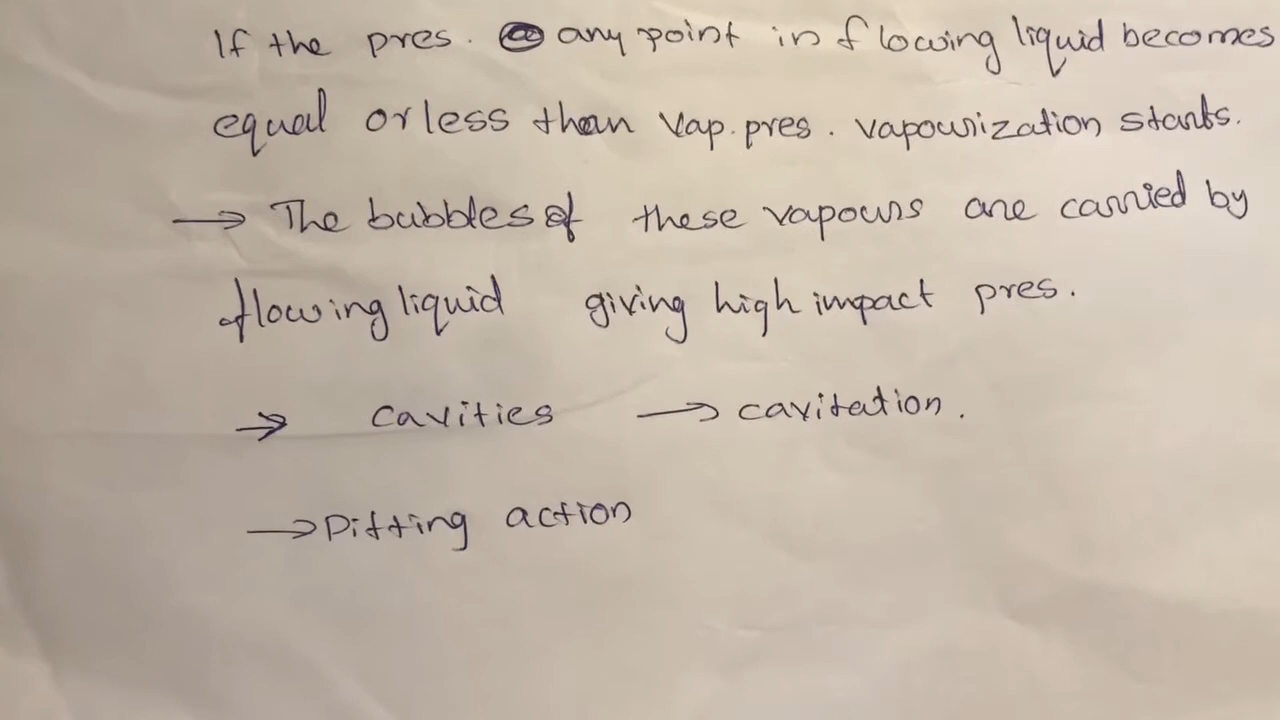 If the pres. @ any point in flowing liquid becomes
equal or less than vap. pres. vapourization starts.
→ The bubbles of these vapours are carried by
flowing liquid giving high impact pres.
→ cavities → cavitation.
→ Pitting action